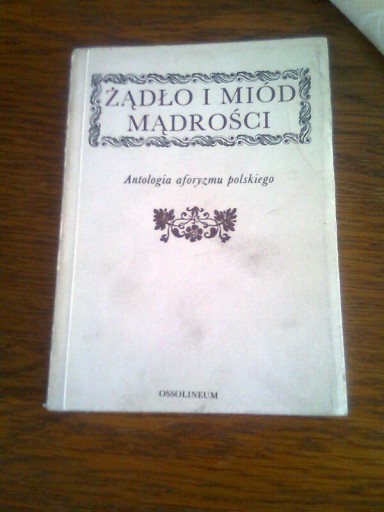 ŻĄDŁO I MIÓD
MĄDROŚCI
Antologia aforyzmu polskiego
OSSOLINEUM